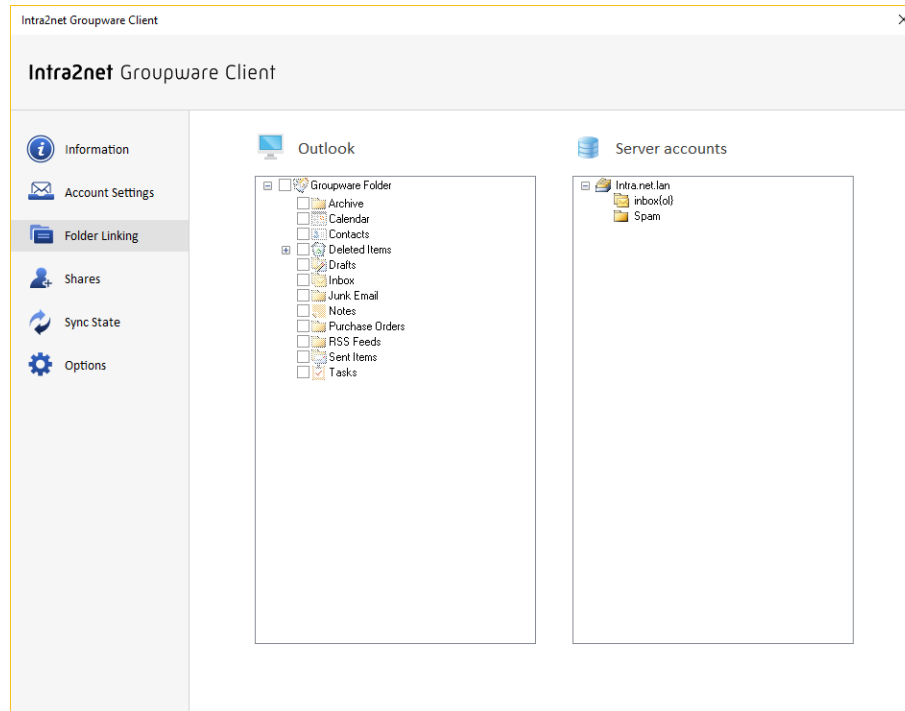 Intra2net Groupware Client
Intra2net Groupware Client
Information
Account Settings
Folder Linking
Shares
Sync State
Options
Outlook
Groupware Folder
Archive
Calendar
Contacts
Deleted Items
Drafts
Inbox
Junk Email
Notes
Purchase Orders
RSS Feeds
Sent Items
Tasks
Server accounts
Intra.net.lan
inbox{ol}
Spam